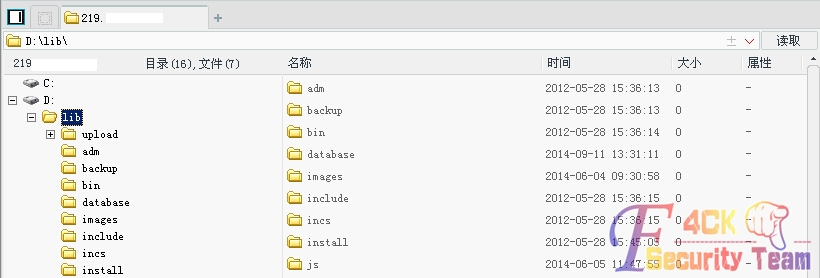 219.
D:\lib\ 读取
219 目录(16),文件(7) 名称 时间 大小 属性
C:
D:
lib
upload
adm
backup
bin
database
images
include
incs
install
adm 2012-05-28 15:36:13 0 -
backup 2012-05-28 15:36:13 0 -
bin 2012-05-28 15:36:14 0 -
database 2014-09-11 13:31:11 0 -
images 2014-06-04 09:30:58 0 -
include 2012-05-28 15:36:15 0 -
incs 2012-05-28 15:36:15 0 -
install 2012-05-28 15:45:05 0 -
js 2014-06-05 11:47:55 0 -
F4CK
Security Team